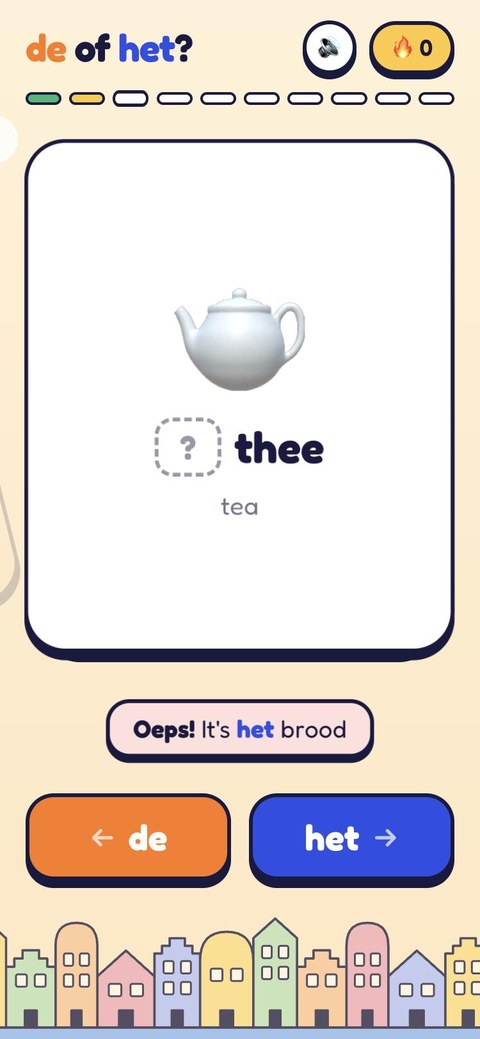 de of het?
0
?
thee
tea
Oeps! It's het brood
← de
het →